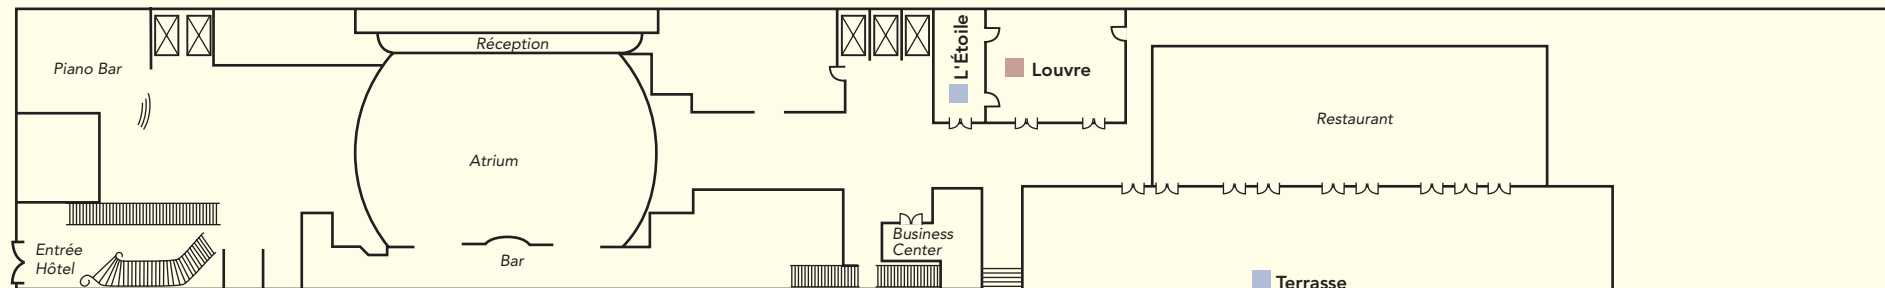 Réception
L'Étoile
Piano Bar
Louvre
Restaurant
Atrium
Business
Center
Entrée
Hôtel
Bar
Terrasse